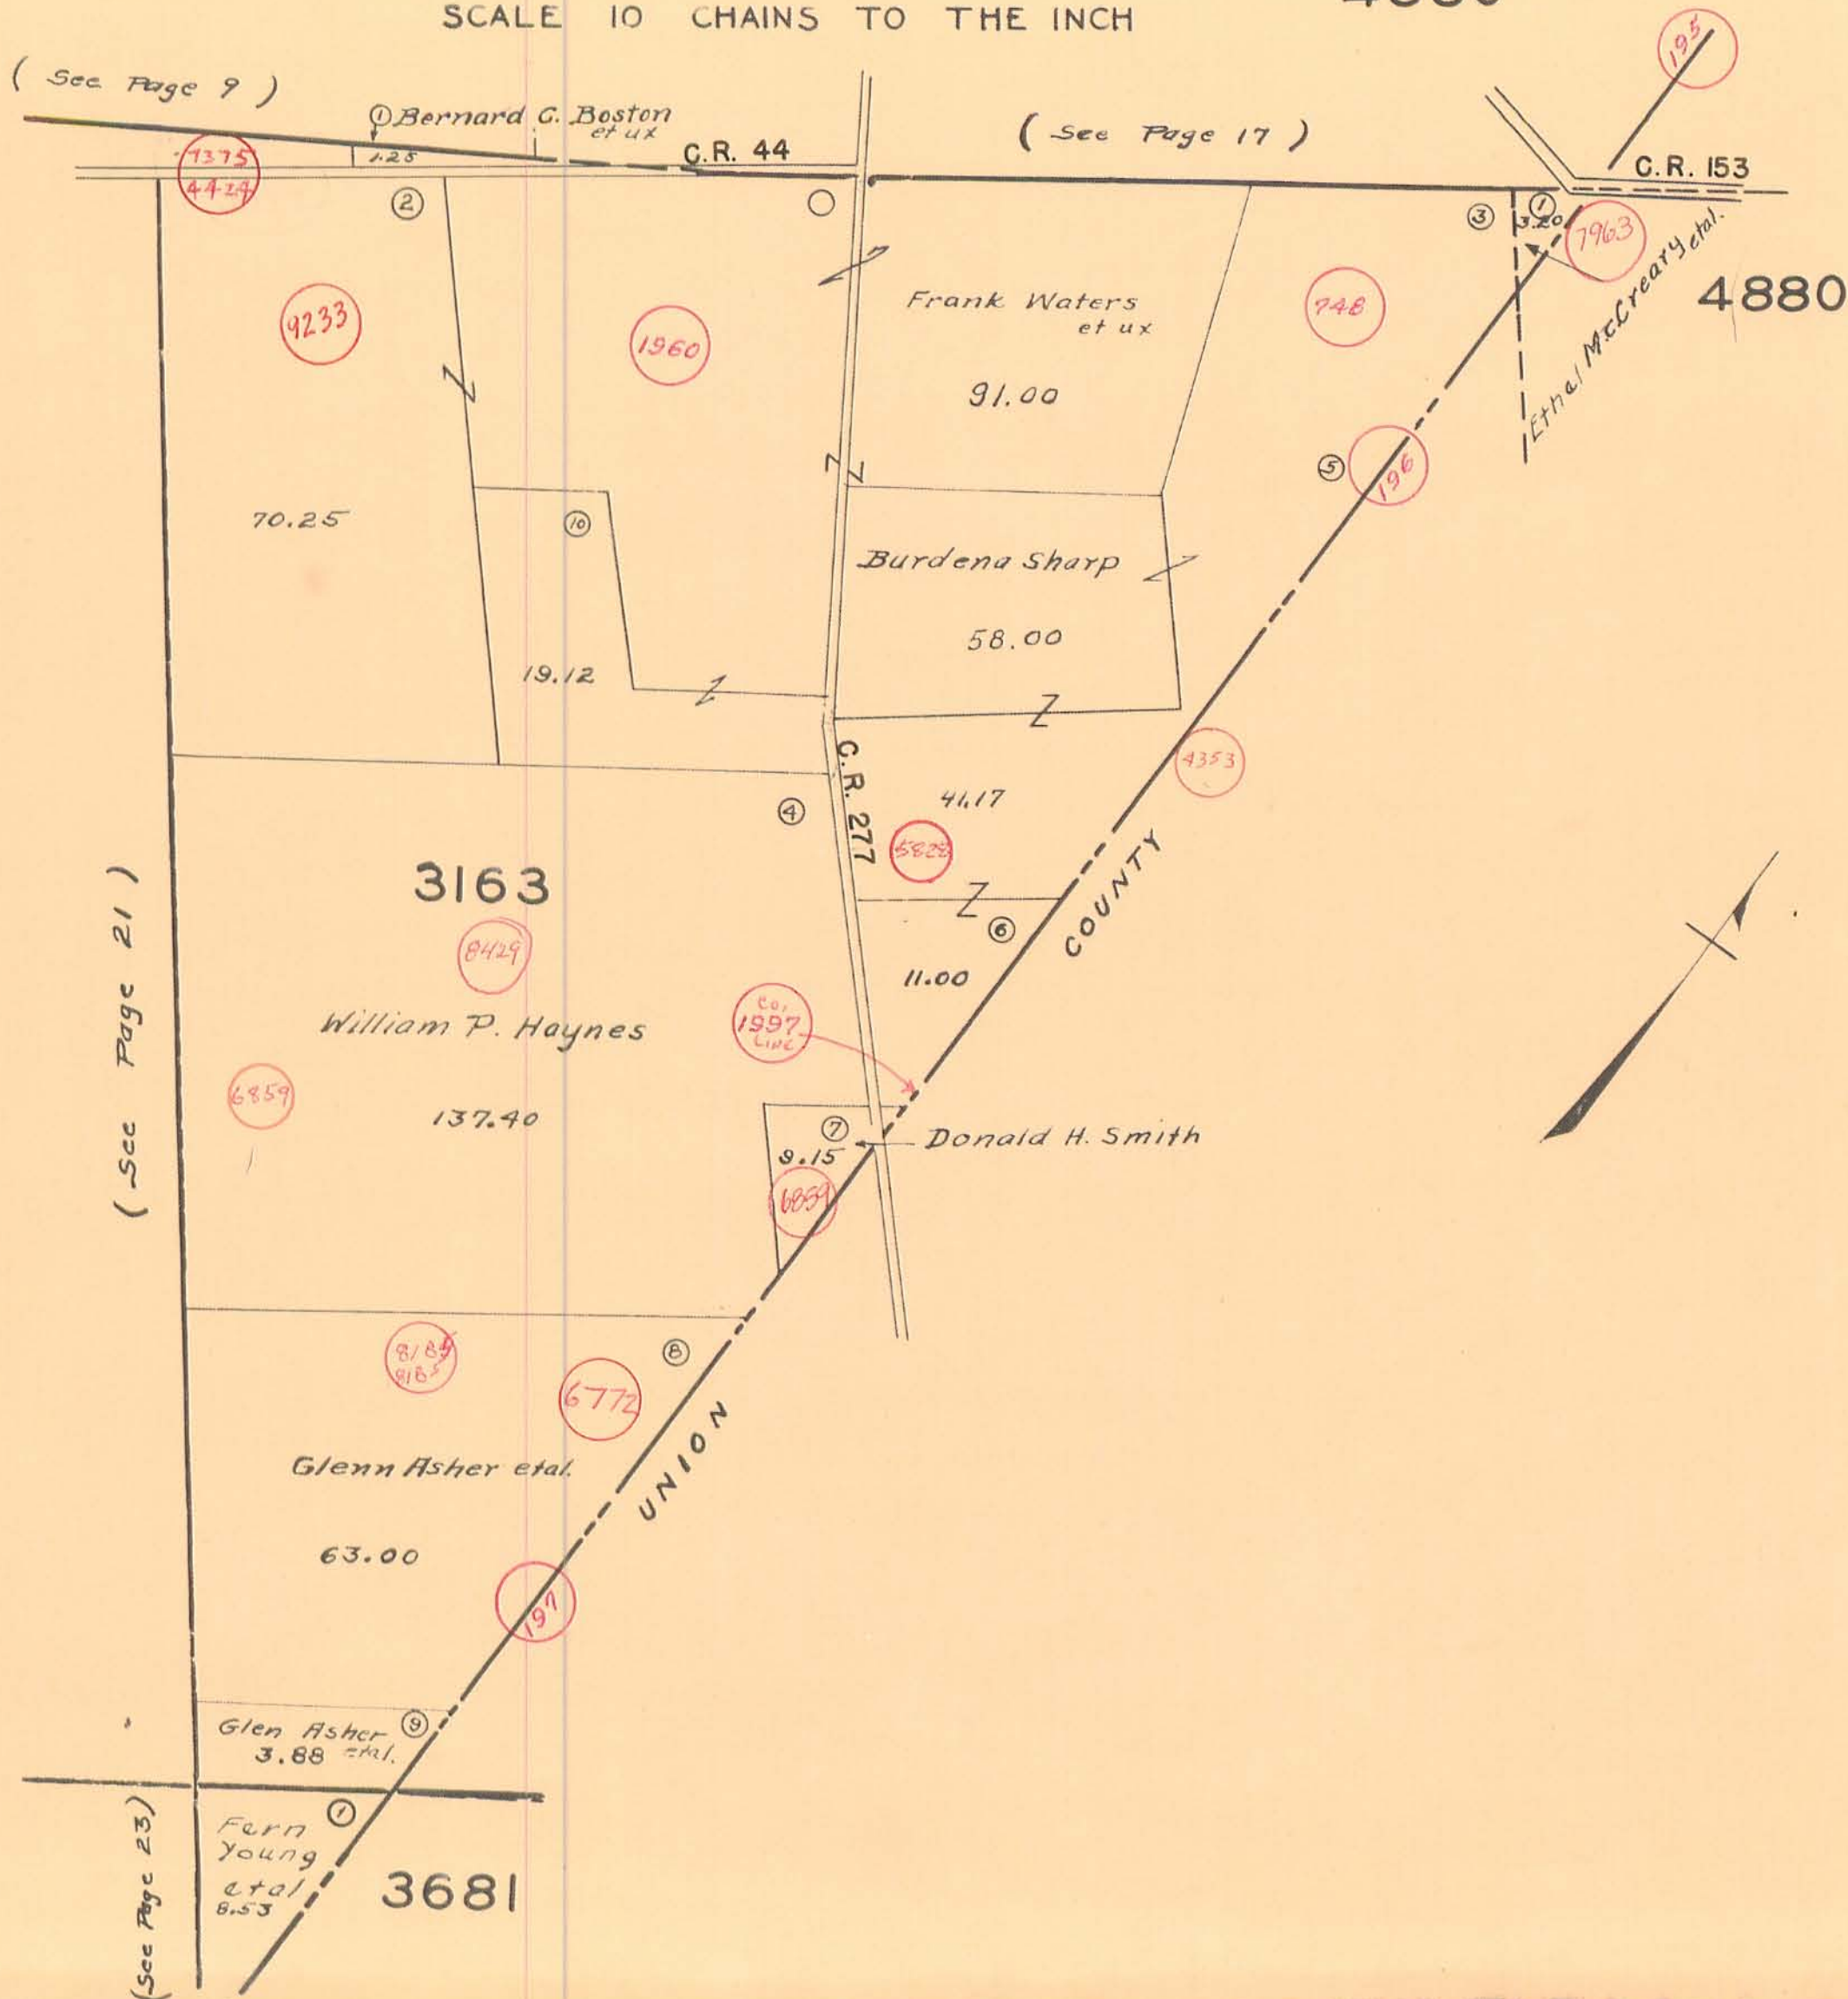 SCALE 10 CHAINS TO THE INCH
195
( See Page 9 )
① Bernard C. Boston
et ux
1.25
C.R. 44
( See Page 17 )
C.R. 153
4424
②
③
①
3.20
7963
Ethel McCreary etal.
4880
9233
1960
Frank Waters
et ux
91.00
748
⑤
196
70.25
⑩
Burdena Sharp
58.00
19.12
C.R. 277
4353
④
41.17
5828
3163
COUNTY
⑥
11.00
8429
( See Page 21 )
William P. Haynes
Co.
1997
Line
6859
137.40
⑦
9.15
Donald H. Smith
6859
8185
8185
⑧
6772
UNION
Glenn Asher etal.
63.00
197
Glen Asher
3.88 etal.
⑨
①
(See Page 23)
Fern
Young
etal
8.53
3681